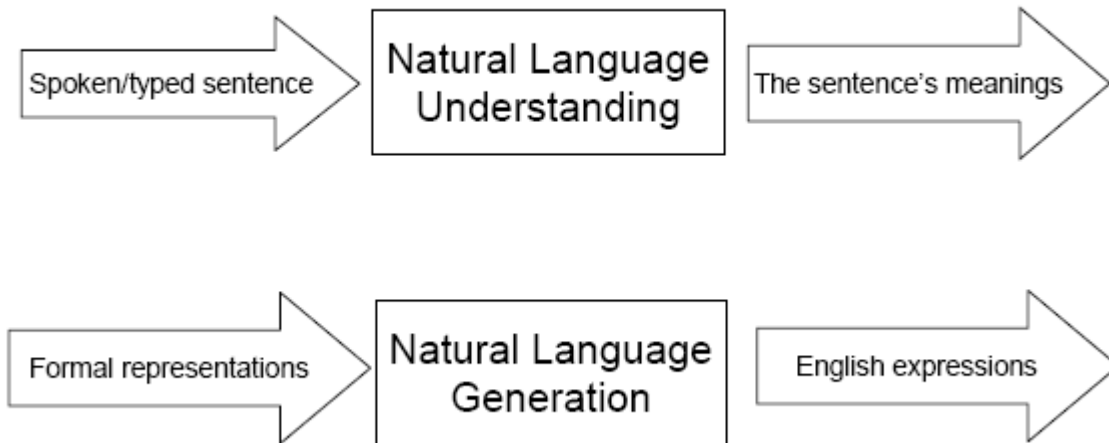 Spoken/typed sentence
Natural Language
Understanding
The sentence's meanings
Formal representations
Natural Language
Generation
English expressions